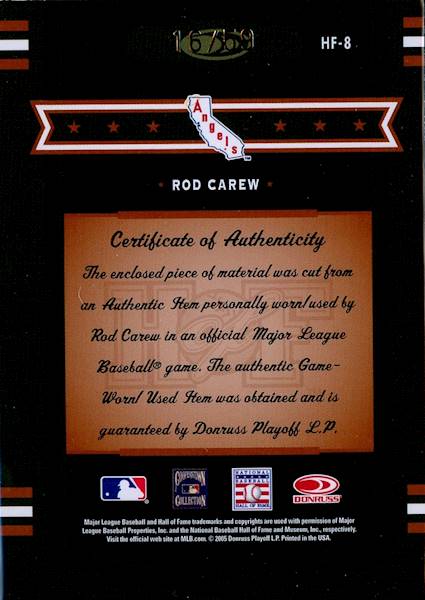 16/50
HF-8
Angels
ROD CAREW
Certificate of Authenticity
The enclosed piece of material was cut from
an Authentic Item personally worn/used by
Rod Carew in an official Major League
Baseball® game. The authentic Game-
Worn/ Used Item was obtained and is
guaranteed by Donruss Playoff L.P.
COOPERSTOWN
COLLECTION
NATIONAL
BASEBALL
HALL OF FAME
DONRUSS
Major League Baseball and Hall of Fame trademarks and copyrights are used with permission of Major
League Baseball Properties, Inc. and the National Baseball Hall of Fame and Museum, Inc., respectively.
Visit the official web site at MLB.com. © 2005 Donruss Playoff L.P. Printed in the USA.